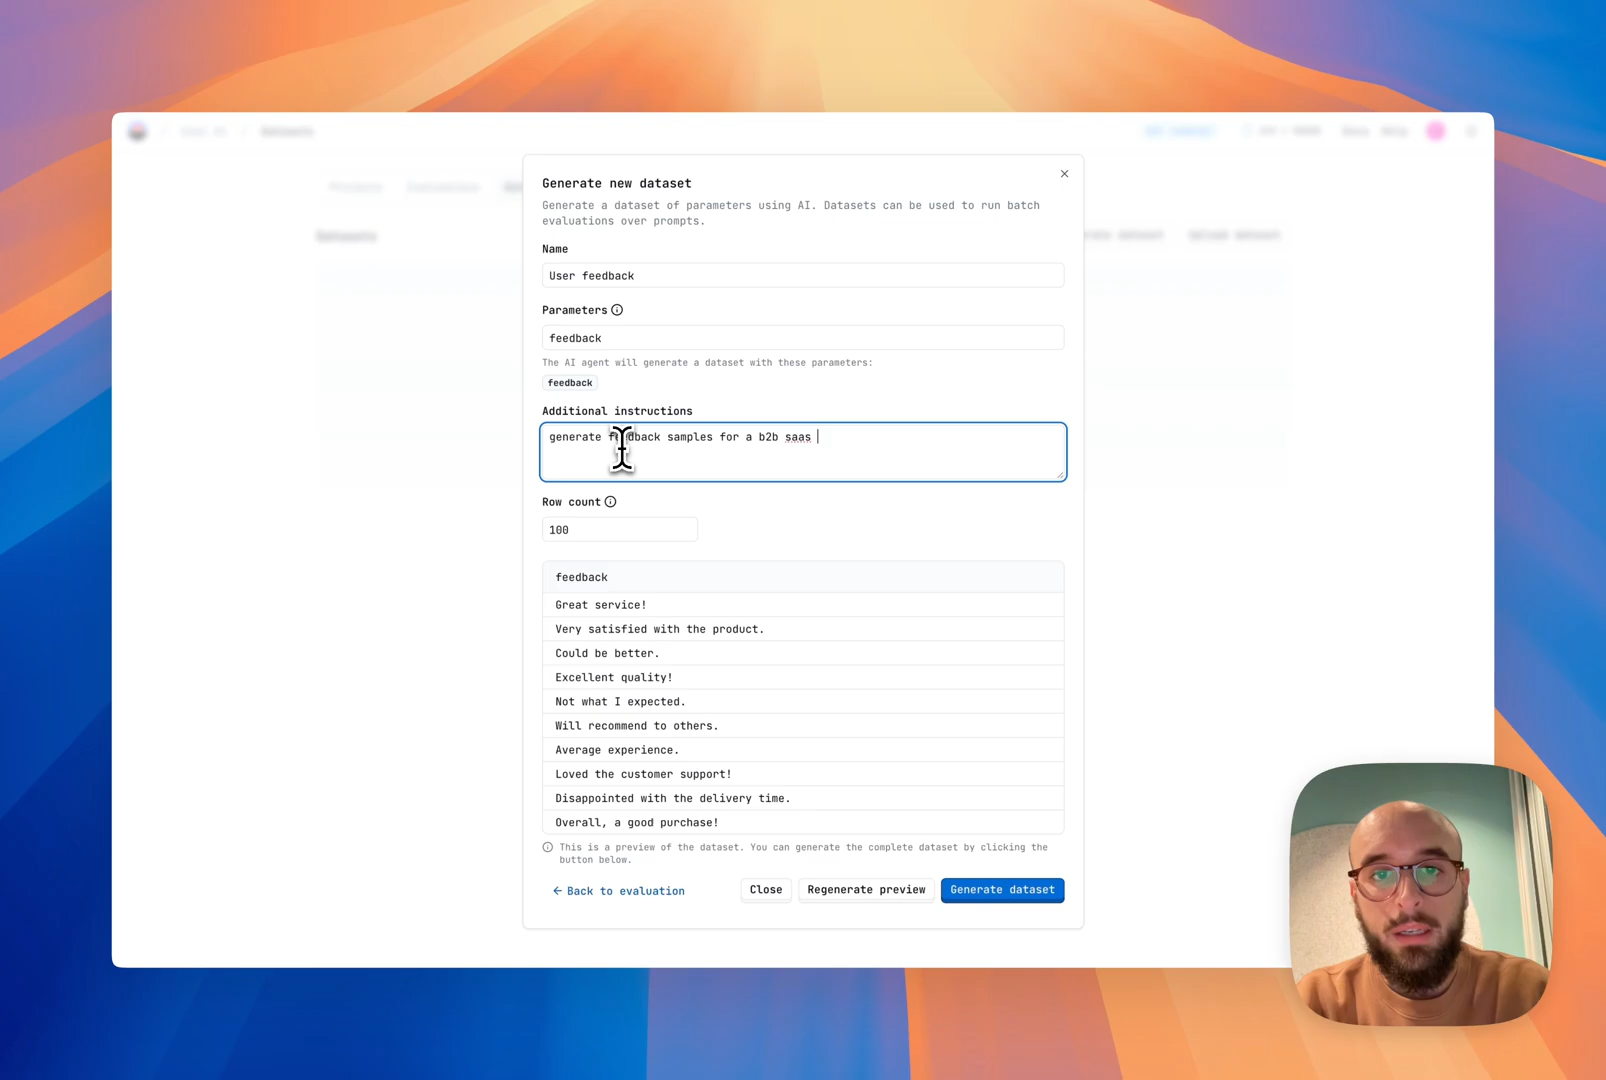 Generate new dataset
Generate a dataset of parameters using AI. Datasets can be used to run batch
evaluations over prompts.
Name
User feedback
Parameters
feedback
The AI agent will generate a dataset with these parameters:
feedback
Additional instructions
generate feedback samples for a b2b saas
Row count
100
feedback
Great service!
Very satisfied with the product.
Could be better.
Excellent quality!
Not what I expected.
Will recommend to others.
Average experience.
Loved the customer support!
Disappointed with the delivery time.
Overall, a good purchase!
This is a preview of the dataset. You can generate the complete dataset by clicking the
button below.
← Back to evaluation
Close
Regenerate preview
Generate dataset